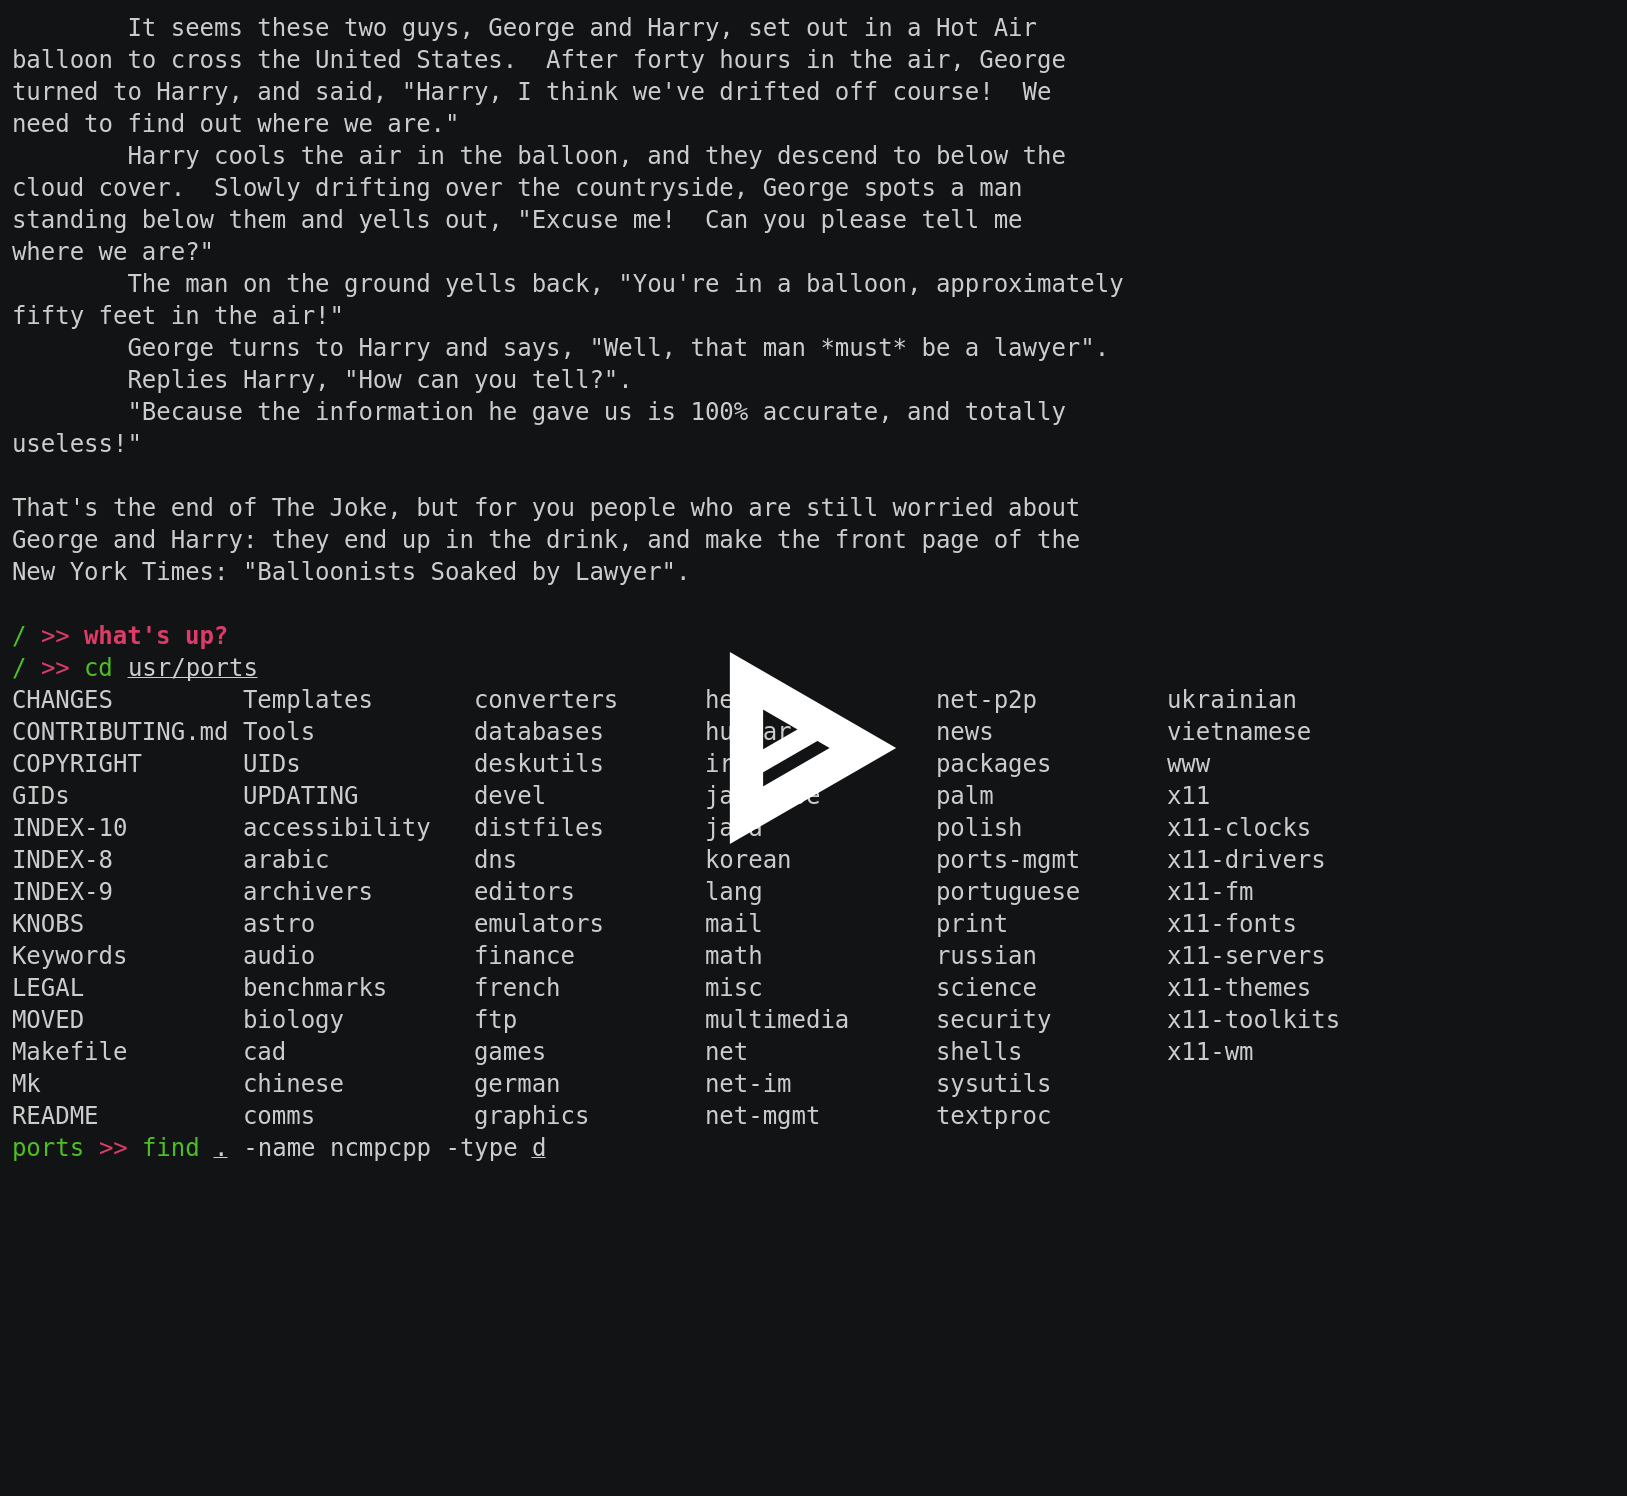 It seems these two guys, George and Harry, set out in a Hot Air
balloon to cross the United States.  After forty hours in the air, George
turned to Harry, and said, "Harry, I think we've drifted off course!  We
need to find out where we are."
        Harry cools the air in the balloon, and they descend to below the
cloud cover.  Slowly drifting over the countryside, George spots a man
standing below them and yells out, "Excuse me!  Can you please tell me
where we are?"
        The man on the ground yells back, "You're in a balloon, approximately
fifty feet in the air!"
        George turns to Harry and says, "Well, that man *must* be a lawyer".
        Replies Harry, "How can you tell?".
        "Because the information he gave us is 100% accurate, and totally
useless!"

That's the end of The Joke, but for you people who are still worried about
George and Harry: they end up in the drink, and make the front page of the
New York Times: "Balloonists Soaked by Lawyer".

/ >> what's up?
/ >> cd usr/ports
CHANGES         Templates       converters      net-p2p         ukrainian
CONTRIBUTING.md Tools           databases       news            vietnamese
COPYRIGHT       UIDs            deskutils       packages        www
GIDs            UPDATING        devel           palm            x11
INDEX-10        accessibility   distfiles       polish          x11-clocks
INDEX-8         arabic          dns             korean          ports-mgmt      x11-drivers
INDEX-9         archivers       editors         lang            portuguese      x11-fm
KNOBS           astro           emulators       mail            print           x11-fonts
Keywords        audio           finance         math            russian         x11-servers
LEGAL           benchmarks      french          misc            science         x11-themes
MOVED           biology         ftp             multimedia      security        x11-toolkits
Makefile        cad             games           net             shells          x11-wm
Mk              chinese         german          net-im          sysutils
README          comms           graphics        net-mgmt        textproc
ports >> find . -name ncmpcpp -type d